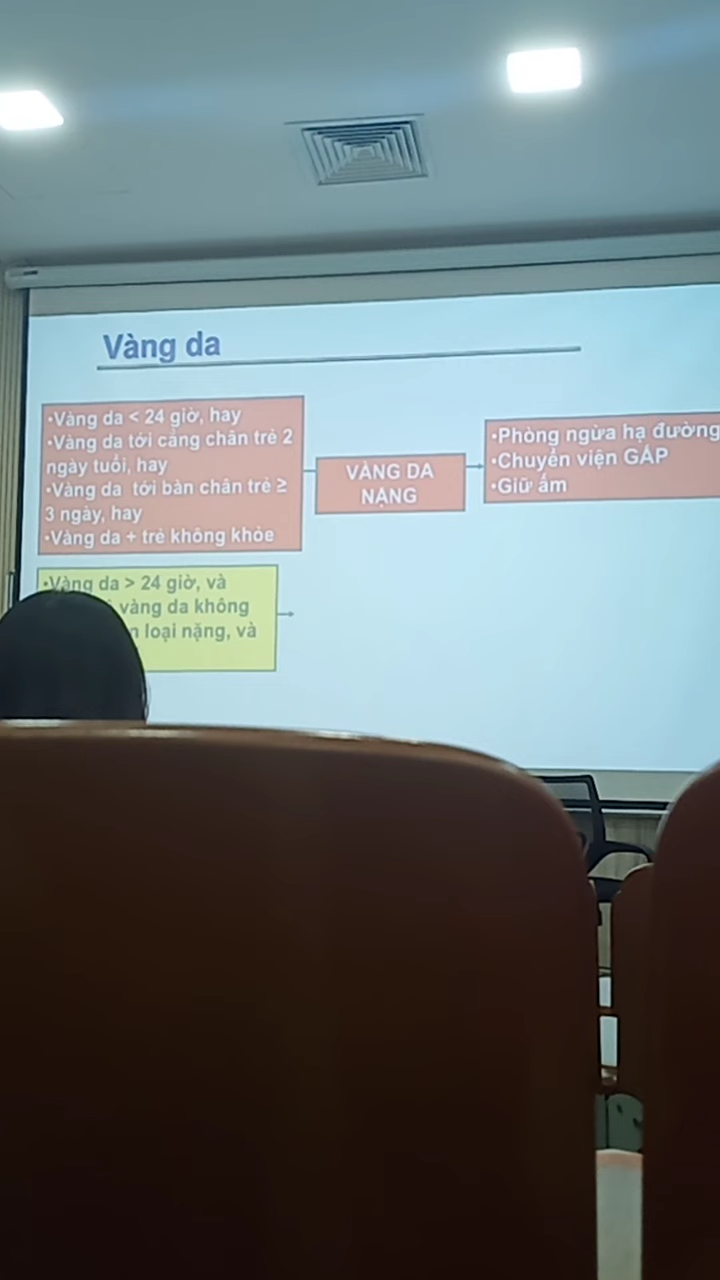 Vàng da
•Vàng da < 24 giờ, hay
•Vàng da tới cẳng chân trẻ 2
ngày tuổi, hay
•Vàng da tới bàn chân trẻ ≥
3 ngày, hay
•Vàng da + trẻ không khỏe
VÀNG DA
NẶNG
•Phòng ngừa hạ đường
•Chuyển viện GẤP
•Giữ ấm
•Vàng da > 24 giờ, và
vàng da không
loại nặng, và